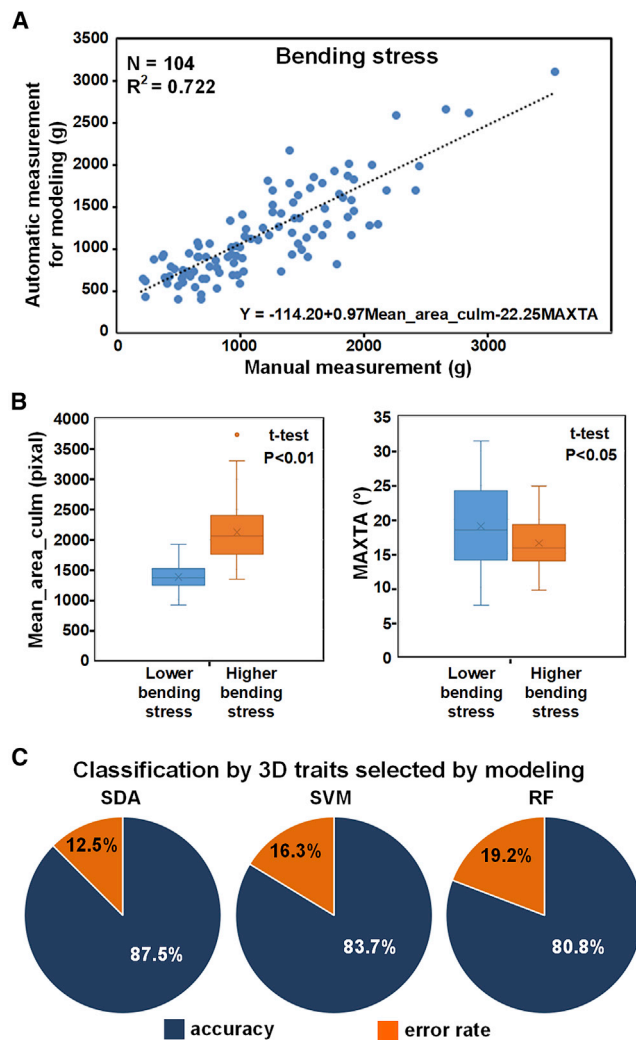 A
Bending stress
N = 104
R² = 0.722
3500
3000
2500
2000
1500
1000
500
0
Automatic measurement
for modeling (g)
Y = -114.20+0.97Mean_area_culm-22.25MAXTA
0
1000
2000
3000
Manual measurement (g)
B
4000
3500
3000
2500
2000
1500
1000
500
0
Mean_area_culm (pixal)
t-test
P<0.01
Lower
bending
stress
Higher
bending
stress
35
30
25
20
15
10
5
0
MAXTA (º)
t-test
P<0.05
Lower
bending
stress
Higher
bending
stress
C
Classification by 3D traits selected by modeling
SDA
SVM
RF
12.5%
87.5%
16.3%
83.7%
19.2%
80.8%
accuracy
error rate